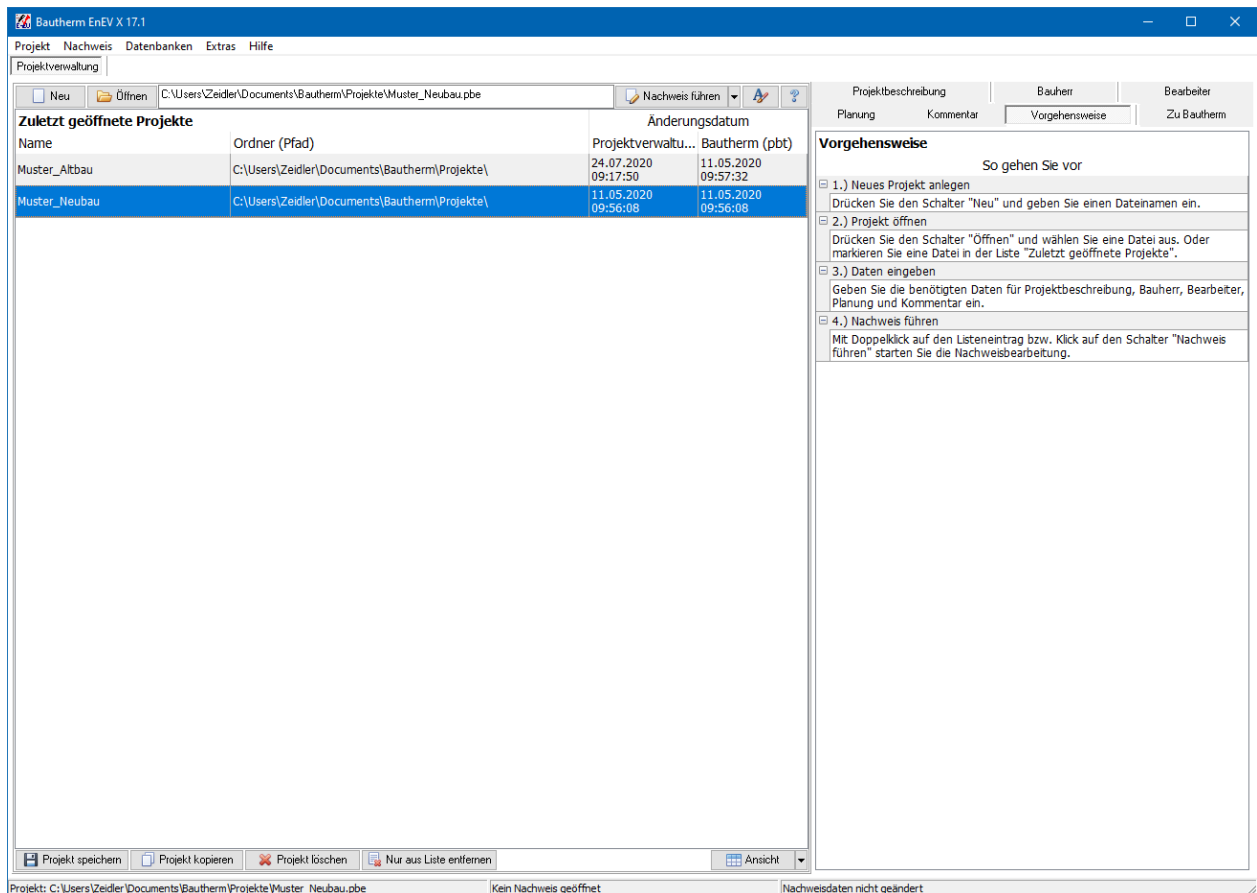 Bautherm EnEV X 17.1
Projekt Nachweis Datenbanken Extras Hilfe
Projektverwaltung
Neu Öffnen C:\Users\Zeidler\Documents\Bautherm\Projekte\Muster_Neubau.pbe Nachweis führen ?
Zuletzt geöffnete Projekte Änderungsdatum
Name Ordner (Pfad) Projektverwaltu... Bautherm (pbt)
Muster_Altbau C:\Users\Zeidler\Documents\Bautherm\Projekte\ 24.07.2020 09:17:50 11.05.2020 09:57:32
Muster_Neubau C:\Users\Zeidler\Documents\Bautherm\Projekte\ 11.05.2020 09:56:08 11.05.2020 09:56:08
Projektbeschreibung Bauherr Bearbeiter
Planung Kommentar Vorgehensweise Zu Bautherm
Vorgehensweise
So gehen Sie vor
1.) Neues Projekt anlegen
Drücken Sie den Schalter "Neu" und geben Sie einen Dateinamen ein.
2.) Projekt öffnen
Drücken Sie den Schalter "Öffnen" und wählen Sie eine Datei aus. Oder
markieren Sie eine Datei in der Liste "Zuletzt geöffnete Projekte".
3.) Daten eingeben
Geben Sie die benötigten Daten für Projektbeschreibung, Bauherr, Bearbeiter,
Planung und Kommentar ein.
4.) Nachweis führen
Mit Doppelklick auf den Listeneintrag bzw. Klick auf den Schalter "Nachweis
führen" starten Sie die Nachweisbearbeitung.
Projekt speichern Projekt kopieren Projekt löschen Nur aus Liste entfernen Ansicht
Projekt: C:\Users\Zeidler\Documents\Bautherm\Projekte\Muster_Neubau.pbe Kein Nachweis geöffnet Nachweisdaten nicht geändert